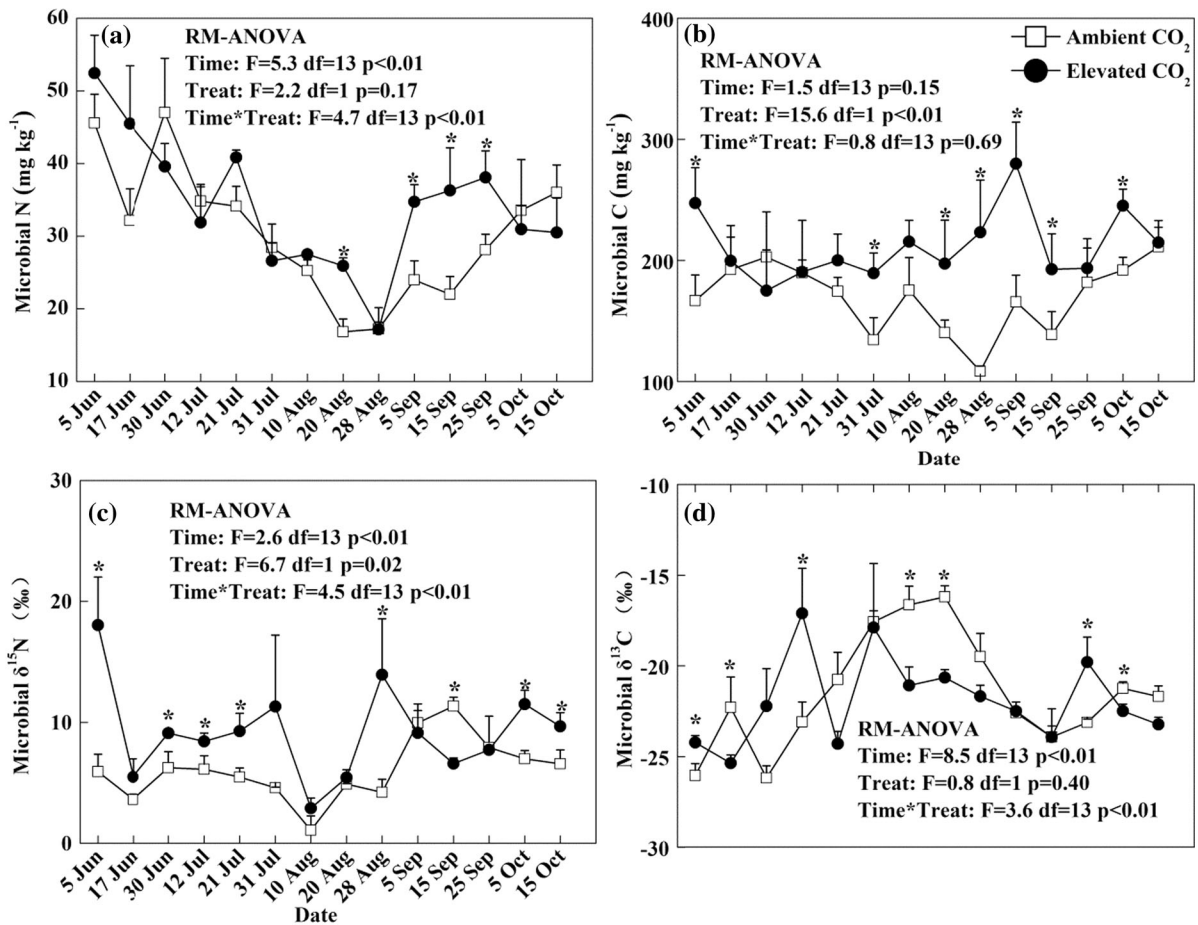 (a)
RM-ANOVA
Time: F=5.3 df=13 p<0.01
Treat: F=2.2 df=1 p=0.17
Time*Treat: F=4.7 df=13 p<0.01
60
50
40
30
20
10
Microbial N (mg kg-1)
* * * *
5 Jun
17 Jun
30 Jun
12 Jul
21 Jul
31 Jul
10 Aug
20 Aug
28 Aug
5 Sep
15 Sep
25 Sep
5 Oct
15 Oct
(b)
Ambient CO2
Elevated CO2
RM-ANOVA
Time: F=1.5 df=13 p=0.15
Treat: F=15.6 df=1 p<0.01
Time*Treat: F=0.8 df=13 p=0.69
400
300
200
100
Microbial C (mg kg-1)
* * * * * * *
5 Jun
17 Jun
30 Jun
12 Jul
21 Jul
31 Jul
10 Aug
20 Aug
28 Aug
5 Sep
15 Sep
25 Sep
5 Oct
15 Oct
Date
(c)
RM-ANOVA
Time: F=2.6 df=13 p<0.01
Treat: F=6.7 df=1 p=0.02
Time*Treat: F=4.5 df=13 p<0.01
30
20
10
0
Microbial δ15N (‰)
* * * * * * * *
5 Jun
17 Jun
30 Jun
12 Jul
21 Jul
31 Jul
10 Aug
20 Aug
28 Aug
5 Sep
15 Sep
25 Sep
5 Oct
15 Oct
Date
(d)
-10
-15
-20
-25
-30
Microbial δ13C (‰)
* * * * * * *
RM-ANOVA
Time: F=8.5 df=13 p<0.01
Treat: F=0.8 df=1 p=0.40
Time*Treat: F=3.6 df=13 p<0.01